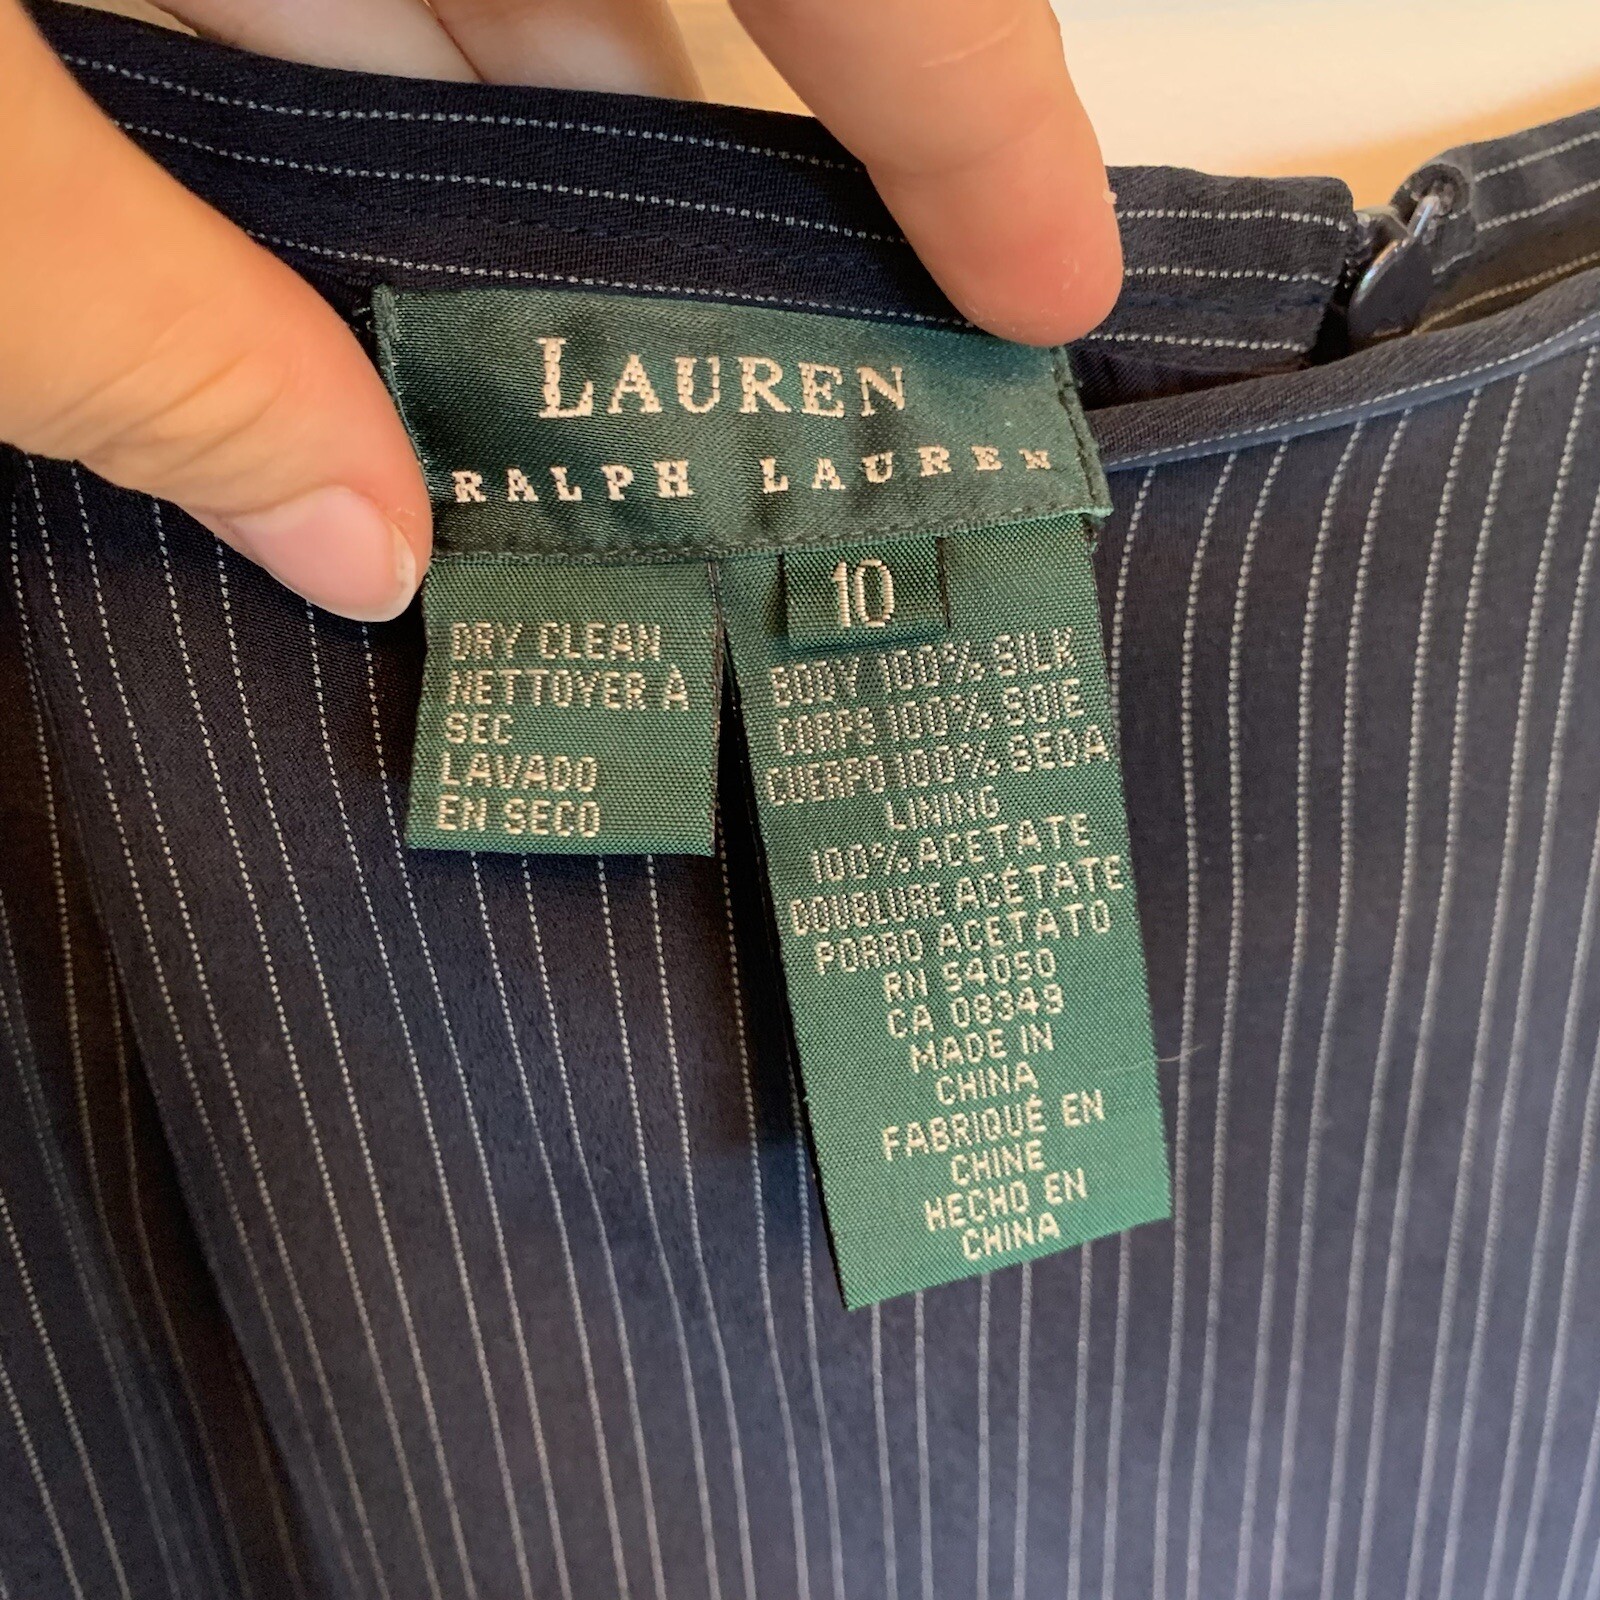 LAUREN
RALPH LAUREN
10
DRY CLEAN
NETTOYER À
SEC
LAVADO
EN SECO
BODY 100% SILK
CORPS 100% SOIE
CUERPO 100% SEDA
LINING
100% ACETATE
DOUBLURE ACÉTATE
FORRO ACETATO
RN 54050
CA 08348
MADE IN
CHINA
FABRIQUÉ EN
CHINE
HECHO EN
CHINA